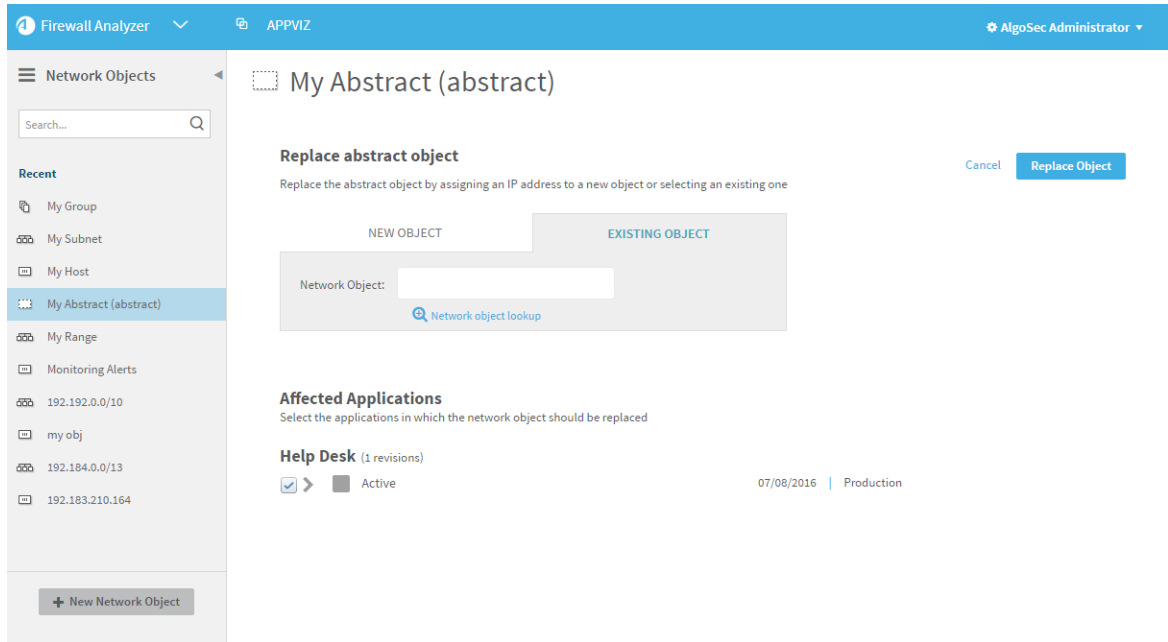 Firewall Analyzer
APPVIZ
AlgoSec Administrator
Network Objects
Search...
Recent
My Group
My Subnet
My Host
My Abstract (abstract)
My Range
Monitoring Alerts
192.192.0.0/10
my obj
192.184.0.0/13
192.183.210.164
+ New Network Object
My Abstract (abstract)
Replace abstract object
Cancel
Replace Object
Replace the abstract object by assigning an IP address to a new object or selecting an existing one
NEW OBJECT
EXISTING OBJECT
Network Object:
Network object lookup
Affected Applications
Select the applications in which the network object should be replaced
Help Desk (1 revisions)
Active
07/08/2016 | Production